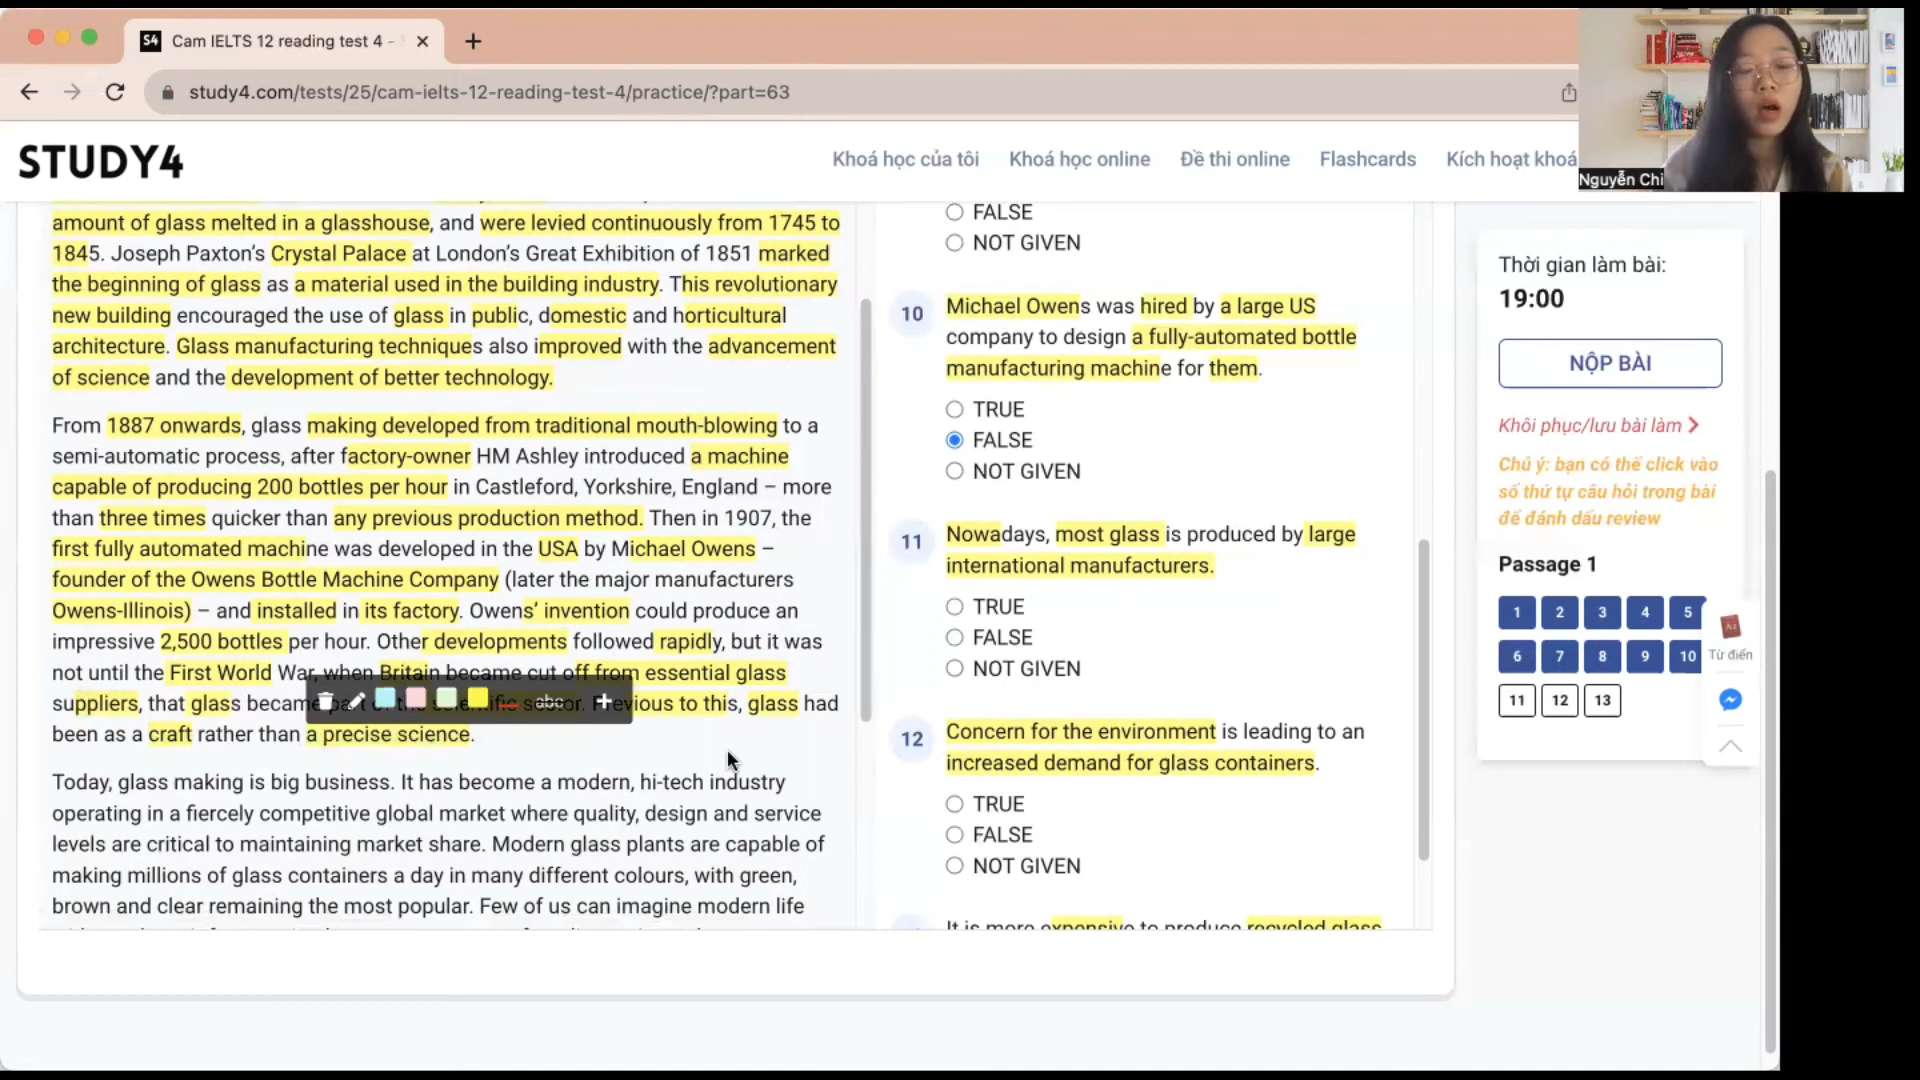 S4 Cam IELTS 12 reading test 4 -
study4.com/tests/25/cam-ielts-12-reading-test-4/practice/?part=63
STUDY4
Khoá học của tôi
Khoá học online
Đề thi online
Flashcards
Kích hoạt khoá
Nguyễn Chi
amount of glass melted in a glasshouse, and were levied continuously from 1745 to
1845. Joseph Paxton's Crystal Palace at London's Great Exhibition of 1851 marked
the beginning of glass as a material used in the building industry. This revolutionary
new building encouraged the use of glass in public, domestic and horticultural
architecture. Glass manufacturing techniques also improved with the advancement
of science and the development of better technology.
From 1887 onwards, glass making developed from traditional mouth-blowing to a
semi-automatic process, after factory-owner HM Ashley introduced a machine
capable of producing 200 bottles per hour in Castleford, Yorkshire, England – more
than three times quicker than any previous production method. Then in 1907, the
first fully automated machine was developed in the USA by Michael Owens –
founder of the Owens Bottle Machine Company (later the major manufacturers
Owens-Illinois) – and installed in its factory. Owens' invention could produce an
impressive 2,500 bottles per hour. Other developments followed rapidly, but it was
not until the First World War, when Britain became cut off from essential glass
suppliers, that glass became part of the scientific sector. Previous to this, glass had
abc
been as a craft rather than a precise science.
Today, glass making is big business. It has become a modern, hi-tech industry
operating in a fiercely competitive global market where quality, design and service
levels are critical to maintaining market share. Modern glass plants are capable of
making millions of glass containers a day in many different colours, with green,
brown and clear remaining the most popular. Few of us can imagine modern life
FALSE
NOT GIVEN
10 Michael Owens was hired by a large US
company to design a fully-automated bottle
manufacturing machine for them.
TRUE
FALSE
NOT GIVEN
11 Nowadays, most glass is produced by large
international manufacturers.
TRUE
FALSE
NOT GIVEN
12 Concern for the environment is leading to an
increased demand for glass containers.
TRUE
FALSE
NOT GIVEN
It is more expensive to produce recycled glass
Thời gian làm bài:
19:00
NỘP BÀI
Khôi phục/lưu bài làm
Chú ý: bạn có thể click vào
số thứ tự câu hỏi trong bài
để đánh dấu review
Passage 1
1 2 3 4 5
6 7 8 9 10
11 12 13
Từ điển